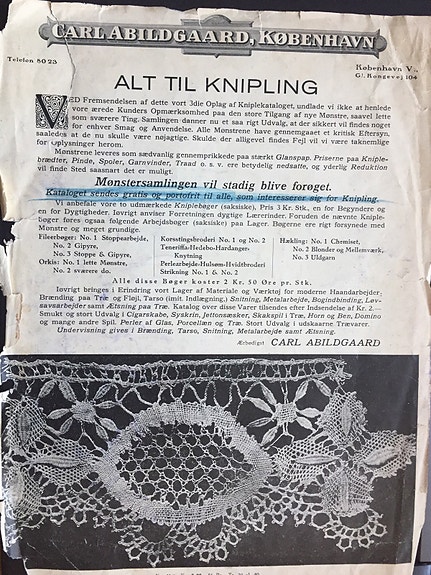 CARL ABILDGAARD, KØBENHAVN
Telefon 5023
København V.,
Gl. Kongevej 104
ALT TIL KNIPLING
VED Fremsendelsen af dette vort 3die Oplag af Kniplekataloget, undlade vi ikke at henlede
vore ærede Kunders Opmærksomhed paa den store Tilgang af nye Mønstre, saavel lette
som sværere Ting. Samlingen danner nu et saa rigt Udvalg, at der sikkert vil findes noget
for enhver Smag og Anvendelse. Alle Mønstrene have gennemgaaet et kritisk Eftersyn,
saaledes at de nu skulle være nøjagtige. Skulde der alligevel findes Fejl vil vi være taknemlige
for Oplysninger herom.
Mønstrene leveres som sædvanlig gennemprikkede paa stærkt Glanspap. Priserne paa Kniple-
brædter, Pinde, Spoler, Garnvinder, Traad o. s. v. ere betydelig nedsatte, og yderlig Reduktion
vil finde Sted saasnart det er muligt.
Mønstersamlingen vil stadig blive forøget.
Kataloget sendes gratis og portofrit til alle, som interesserer sig for Knipling.
Vi anbefale vore to udmærkede Kniplebøger (saksiske). Pris 3 Kr. Stk., en for Begyndere og
en for Dygtigheder. Iøvrigt anviser Forretningen dygtige Lærerinder. Foruden de nævnte Kniple-
bøger føres ogsaa følgende Arbejdsbøger (saksiske) paa Lager. Bøgerne ere rigt forsynede med
Mønstre og meget grundige.
Fileerbøger: No. 1 Stoppearbejde,
No. 2 Gipyre,
No. 3 Stoppe & Gipyre,
Orkis: No. 1 lette Mønstre,
No. 2 sværere do.
Korsstingsbroderi No. 1 og No. 2
Teneriffa-Hedebo-Hardanger-
Knytning
Perlearbejde-Hulsøm-Hvidtbroderi
Strikning No. 1 & No. 2
Hækling: No. 1 Chemiset,
No. 2 Blonder og Mellemværk,
No. 3 Uldgarn
Alle disse Bøger koster 2 Kr. 50 Øre pr. Stk.
Iøvrigt bringes i Erindring vort Lager af Materiale og Værktøj for moderne Haandarbejder,
Brænding paa Træ og Fløjl, Tarso (imit. Indlægning,) Snitning, Metalarbejde, Bogindbinding, Løv-
savsarbejder samt Ætsning paa Træ. Katalog over disse Varer tilsendes efter Indsendelse af Kr. 2.—
Smukt og stort Udvalg i Cigarskabe, Syskrin, Jettonsæsker, Skakspil i Træ, Horn og Ben, Domino
og mange andre Spil. Perler af Glas, Porcellæn og Træ. Stort Udvalg i udskaarne Trævarer.
Undervisning gives i Brænding, Tarso, Snitning, Metalarbejde samt Ætsning.
Ærbødigst CARL ABILDGAARD